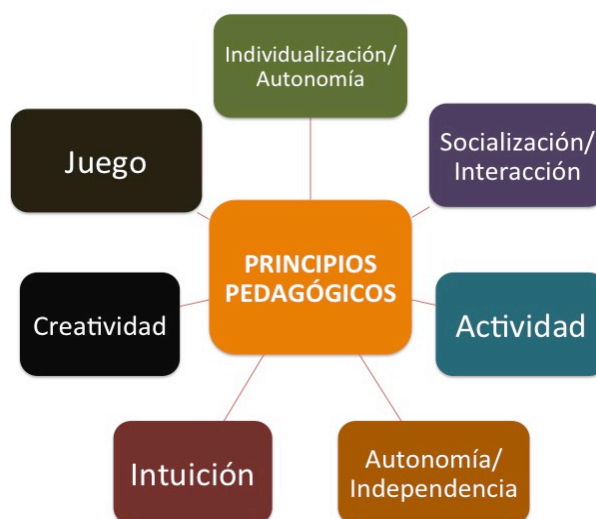 Individualización/
Autonomía
Juego
Socialización/
Interacción
PRINCIPIOS
PEDAGÓGICOS
Creatividad
Actividad
Intuición
Autonomía/
Independencia